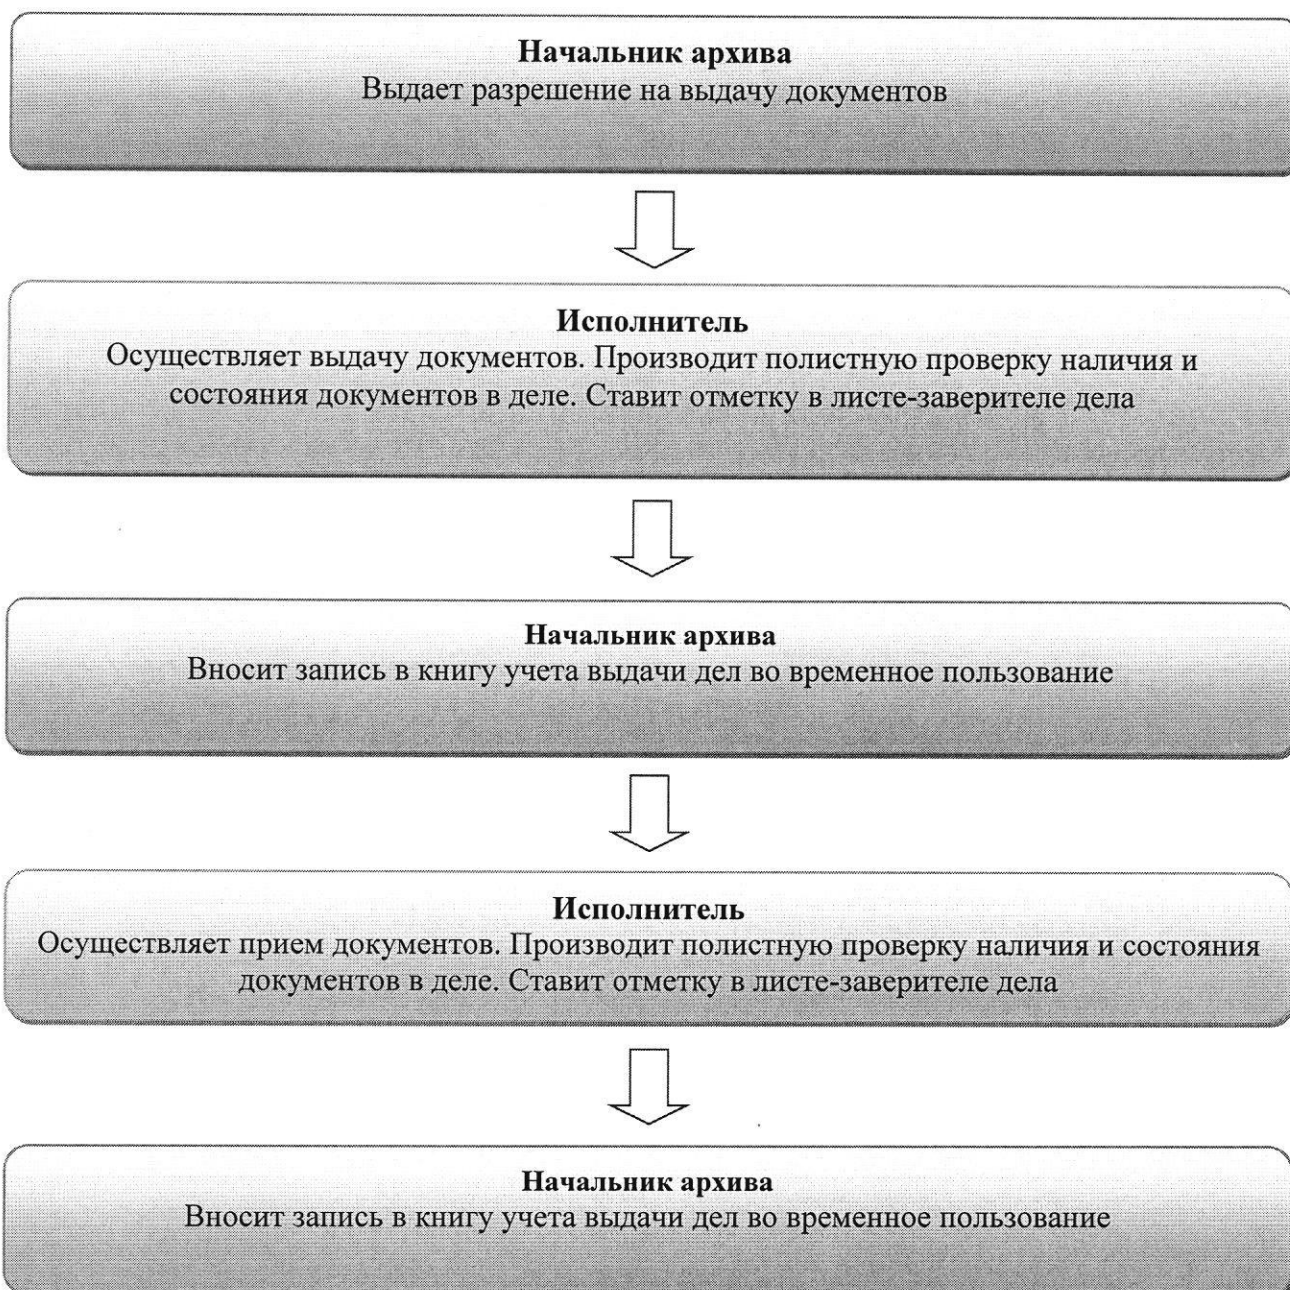 Начальник архива
Выдает разрешение на выдачу документов
Исполнитель
Осуществляет выдачу документов. Производит полистную проверку наличия и
состояния документов в деле. Ставит отметку в листе-заверителе дела
Начальник архива
Вносит запись в книгу учета выдачи дел во временное пользование
Исполнитель
Осуществляет прием документов. Производит полистную проверку наличия и состояния
документов в деле. Ставит отметку в листе-заверителе дела
Начальник архива
Вносит запись в книгу учета выдачи дел во временное пользование